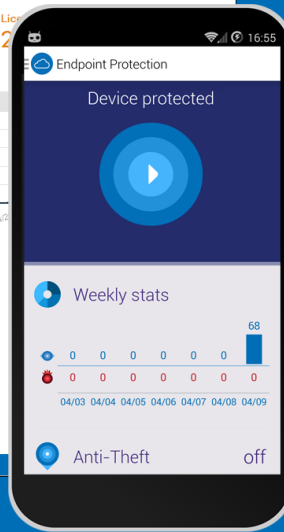 Lice
2
16:55
Endpoint Protection
Device protected
Weekly stats
68
0 0 0 0 0 0
0 0 0 0 0 0 0
04/03 04/04 04/05 04/06 04/07 04/08 04/09
Anti-Theft off